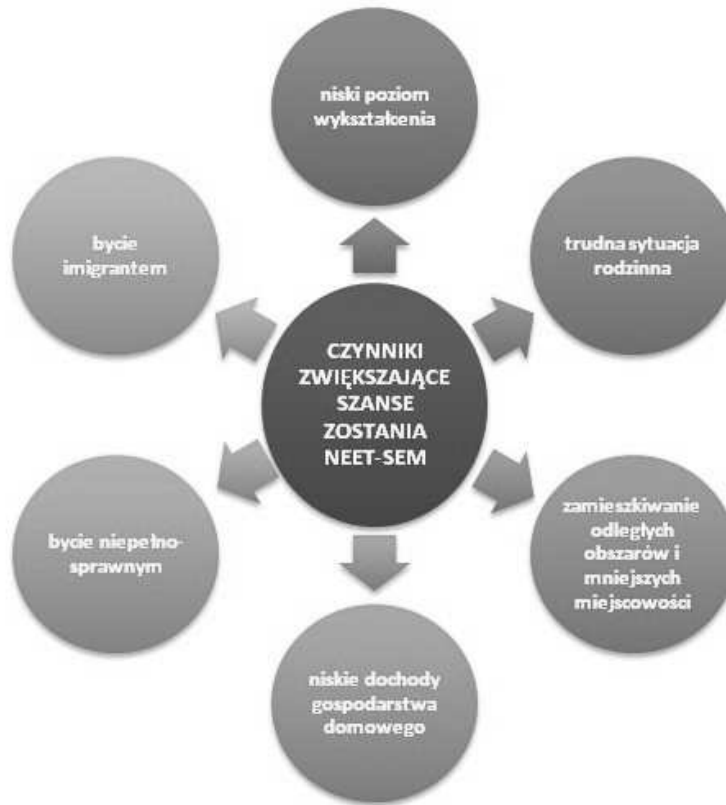 niski poziom
wykształcenia
bycie
imigrantem
trudna sytuacja
rodzinna
CZYNNIKI
ZWIĘKSZAJĄCE
SZANSE
ZOSTANIA
NEET-SEM
bycie niepełno-
sprawnym
zamieszkiwanie
odległych
obszarów i
mniejszych
miejscowości
niskie dochody
gospodarstwa
domowego